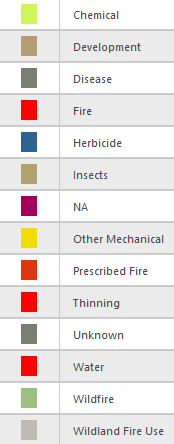 Chemical
Development
Disease
Fire
Herbicide
Insects
NA
Other Mechanical
Prescribed Fire
Thinning
Unknown
Water
Wildfire
Wildland Fire Use